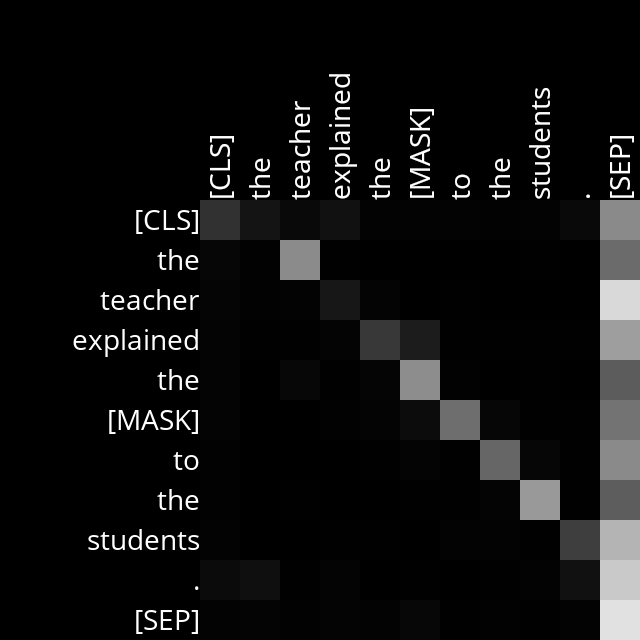 [CLS]
the
teacher
explained
the
[MASK]
to
the
students
.
[SEP]
[CLS]
the
teacher
explained
the
[MASK]
to
the
students
.
[SEP]